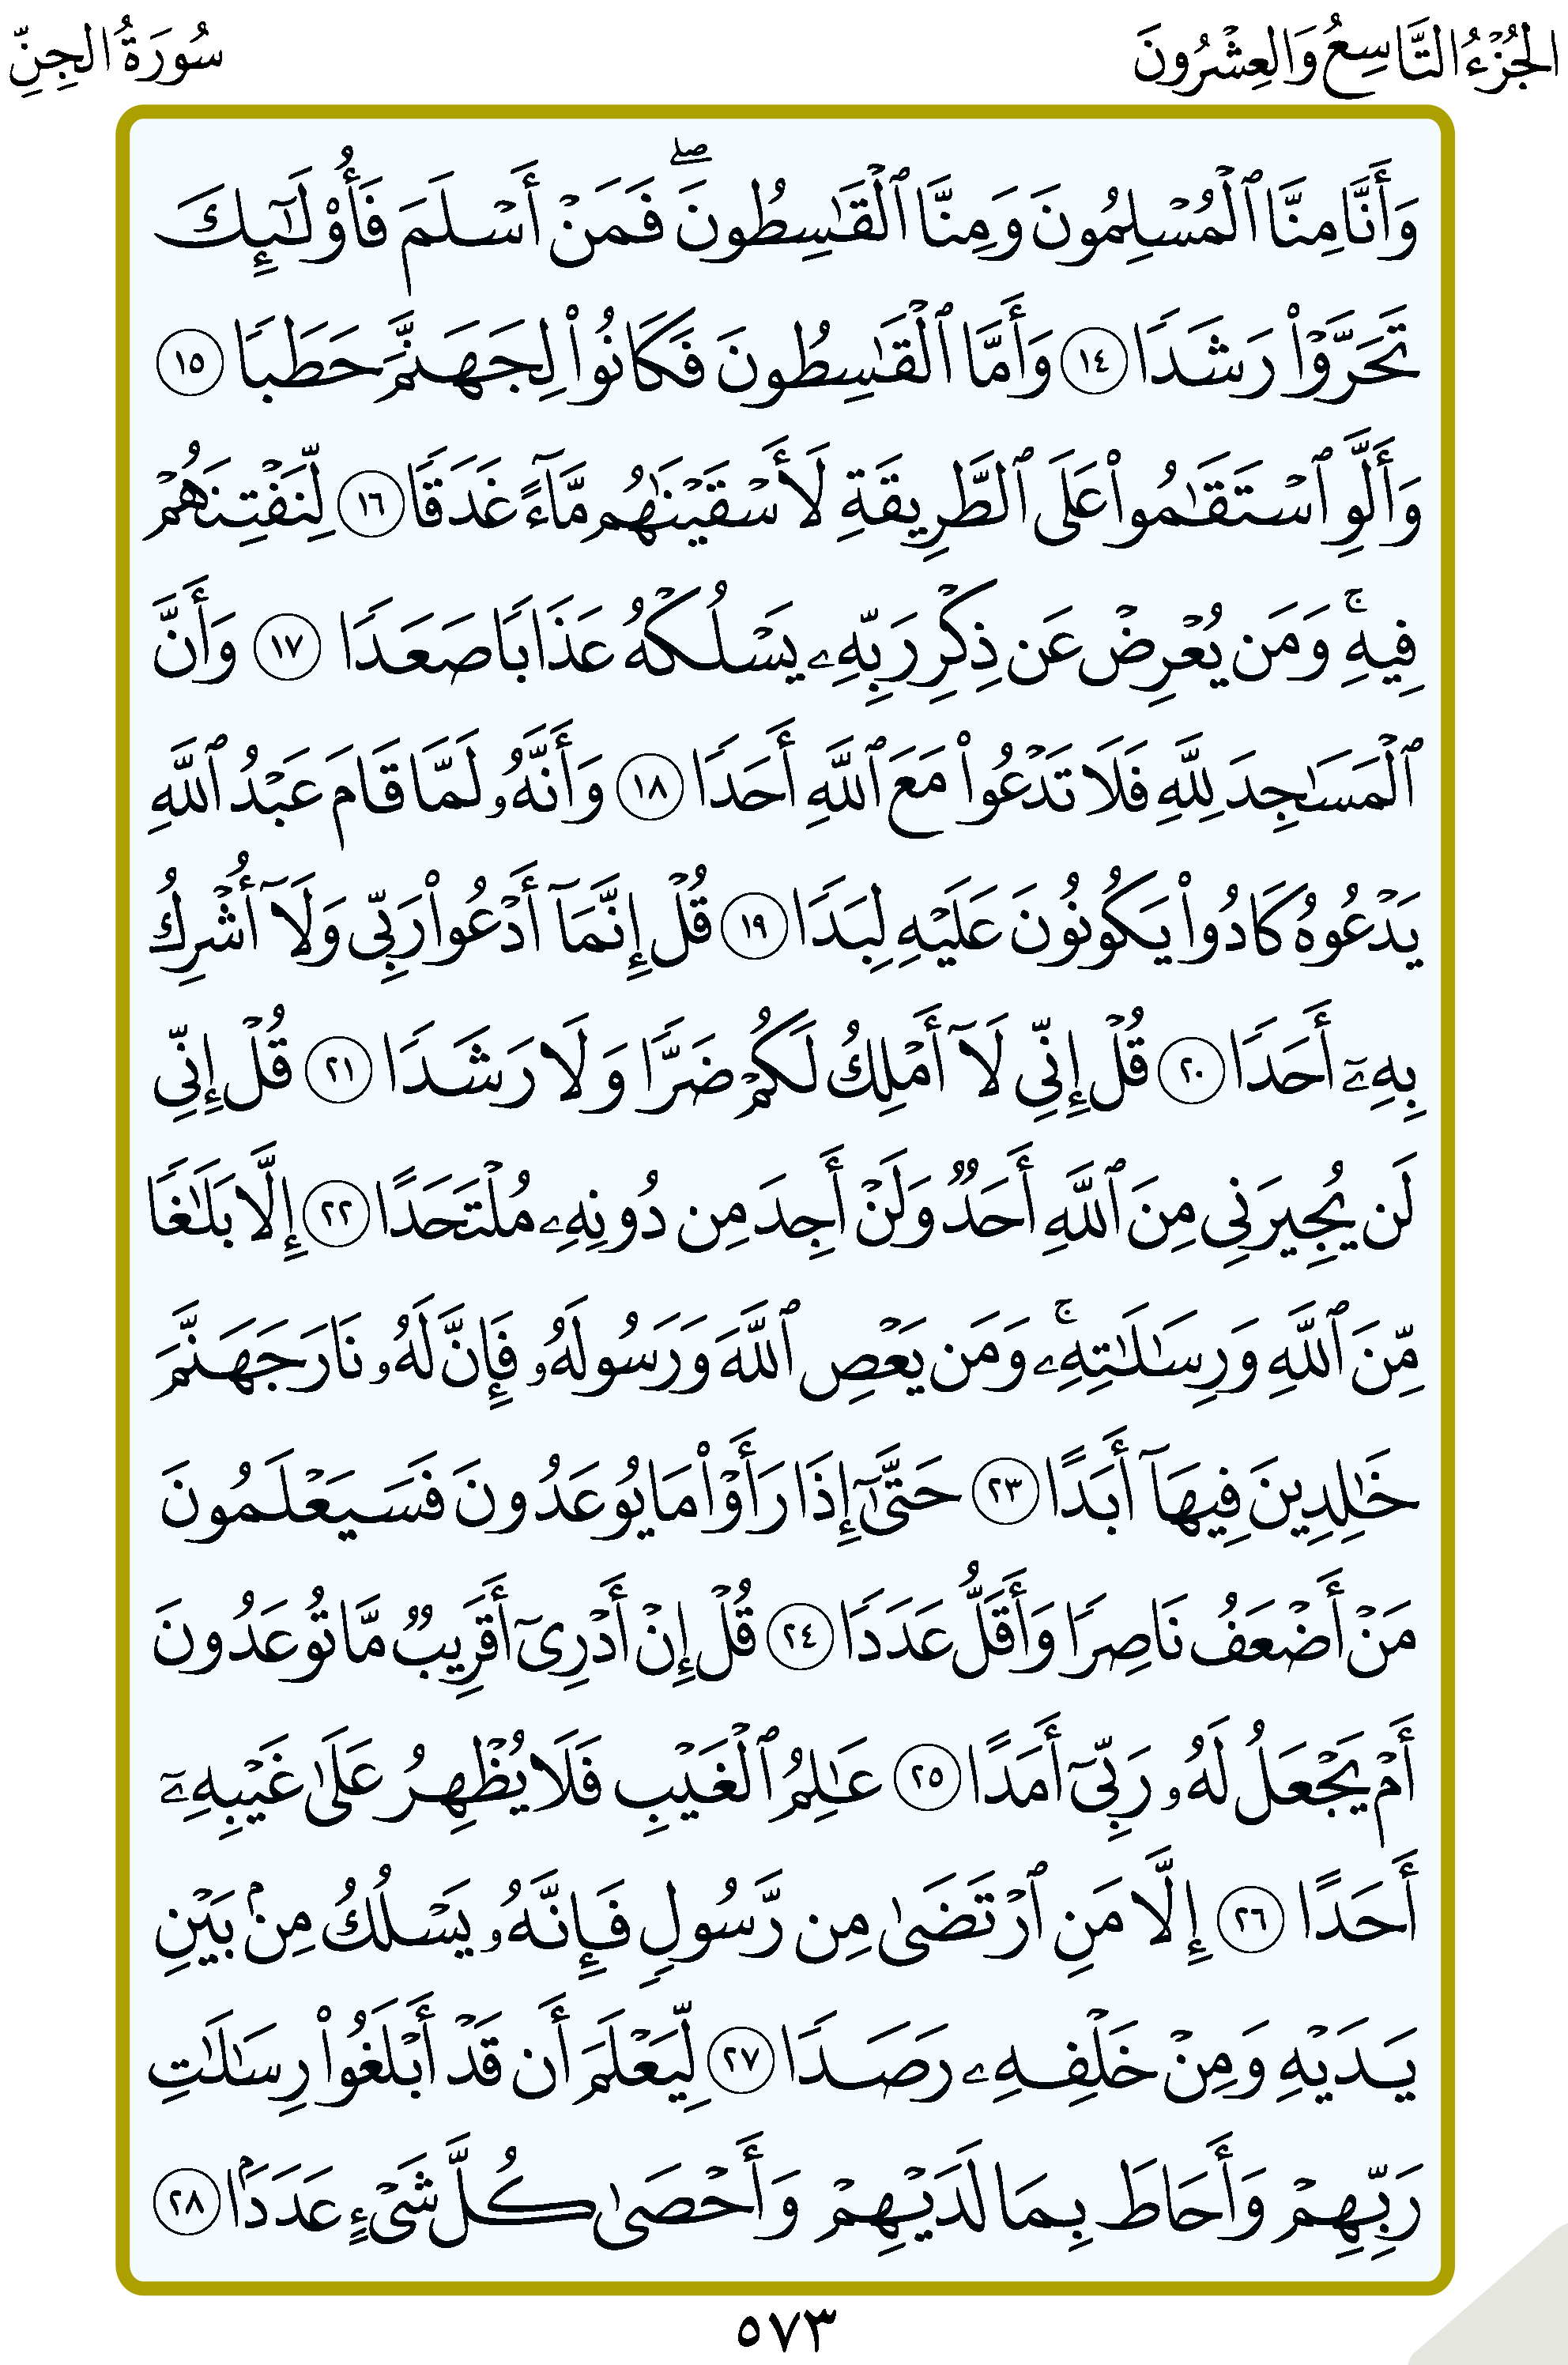 الجُزْءُ التَّاسِعُ وَالعِشْرُونَ
سُورَةُ الجِنِّ
وَأَنَّا مِنَّا ٱلْمُسْلِمُونَ وَمِنَّا ٱلْقَـٰسِطُونَۖ فَمَنْ أَسْلَمَ فَأُو۟لَـٰٓئِكَ
تَحَرَّوْا۟ رَشَدًا ١٤ وَأَمَّا ٱلْقَـٰسِطُونَ فَكَانُوا۟ لِجَهَنَّمَ حَطَبًا ١٥
وَأَلَّوِ ٱسْتَقَـٰمُوا۟ عَلَى ٱلطَّرِيقَةِ لَأَسْقَيْنَـٰهُم مَّآءً غَدَقًا ١٦ لِّنَفْتِنَهُمْ
فِيهِۚ وَمَن يُعْرِضْ عَن ذِكْرِ رَبِّهِۦ يَسْلُكْهُ عَذَابًا صَعَدًا ١٧ وَأَنَّ
ٱلْمَسَـٰجِدَ لِلَّهِ فَلَا تَدْعُوا۟ مَعَ ٱللَّهِ أَحَدًا ١٨ وَأَنَّهُۥ لَمَّا قَامَ عَبْدُ ٱللَّهِ
يَدْعُوهُ كَادُوا۟ يَكُونُونَ عَلَيْهِ لِبَدًا ١٩ قُلْ إِنَّمَآ أَدْعُوا۟ رَبِّى وَلَآ أُشْرِكُ
بِهِۦٓ أَحَدًا ٢٠ قُلْ إِنِّى لَآ أَمْلِكُ لَكُمْ ضَرًّا وَلَا رَشَدًا ٢١ قُلْ إِنِّى
لَن يُجِيرَنِى مِنَ ٱللَّهِ أَحَدٌ وَلَنْ أَجِدَ مِن دُونِهِۦ مُلْتَحَدًا ٢٢ إِلَّا بَلَـٰغًا
مِّنَ ٱللَّهِ وَرِسَـٰلَـٰتِهِۦۚ وَمَن يَعْصِ ٱللَّهَ وَرَسُولَهُۥ فَإِنَّ لَهُۥ نَارَ جَهَنَّمَ
خَـٰلِدِينَ فِيهَآ أَبَدًا ٢٣ حَتَّىٰٓ إِذَا رَأَوْا۟ مَا يُوعَدُونَ فَسَيَعْلَمُونَ
مَنْ أَضْعَفُ نَاصِرًا وَأَقَلُّ عَدَدًا ٢٤ قُلْ إِنْ أَدْرِىٓ أَقَرِيبٌ مَّا تُوعَدُونَ
أَمْ يَجْعَلُ لَهُۥ رَبِّىٓ أَمَدًا ٢٥ عَـٰلِمُ ٱلْغَيْبِ فَلَا يُظْهِرُ عَلَىٰ غَيْبِهِۦٓ
أَحَدًا ٢٦ إِلَّا مَنِ ٱرْتَضَىٰ مِن رَّسُولٍ فَإِنَّهُۥ يَسْلُكُ مِنۢ بَيْنِ
يَدَيْهِ وَمِنْ خَلْفِهِۦ رَصَدًا ٢٧ لِّيَعْلَمَ أَن قَدْ أَبْلَغُوا۟ رِسَـٰلَـٰتِ
رَبِّهِمْ وَأَحَاطَ بِمَا لَدَيْهِمْ وَأَحْصَىٰ كُلَّ شَىْءٍ عَدَدًۢا ٢٨
٥٧٣